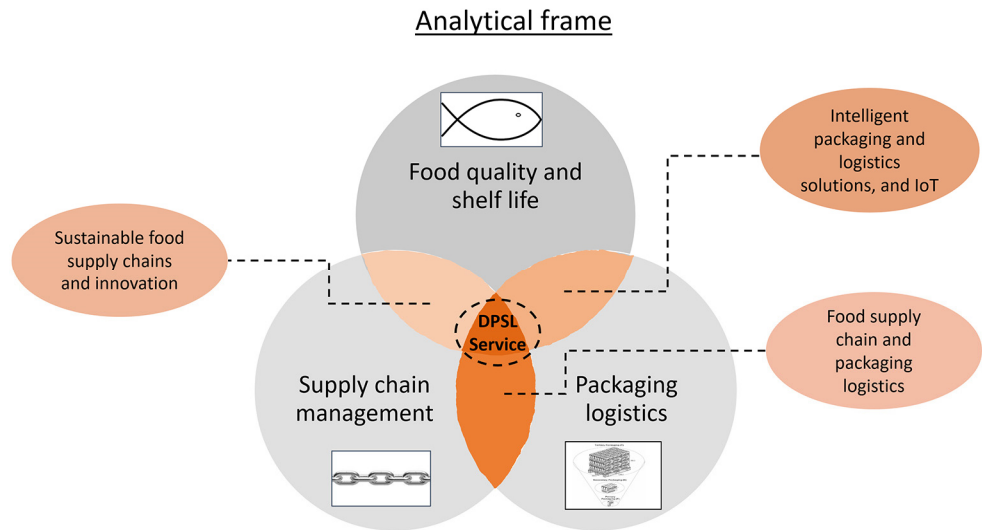 Analytical frame
Food quality and
shelf life
Intelligent
packaging and
logistics
solutions, and IoT
Sustainable food
supply chains
and innovation
DPSL
Service
Food supply
chain and
packaging
logistics
Supply chain
management
Packaging
logistics